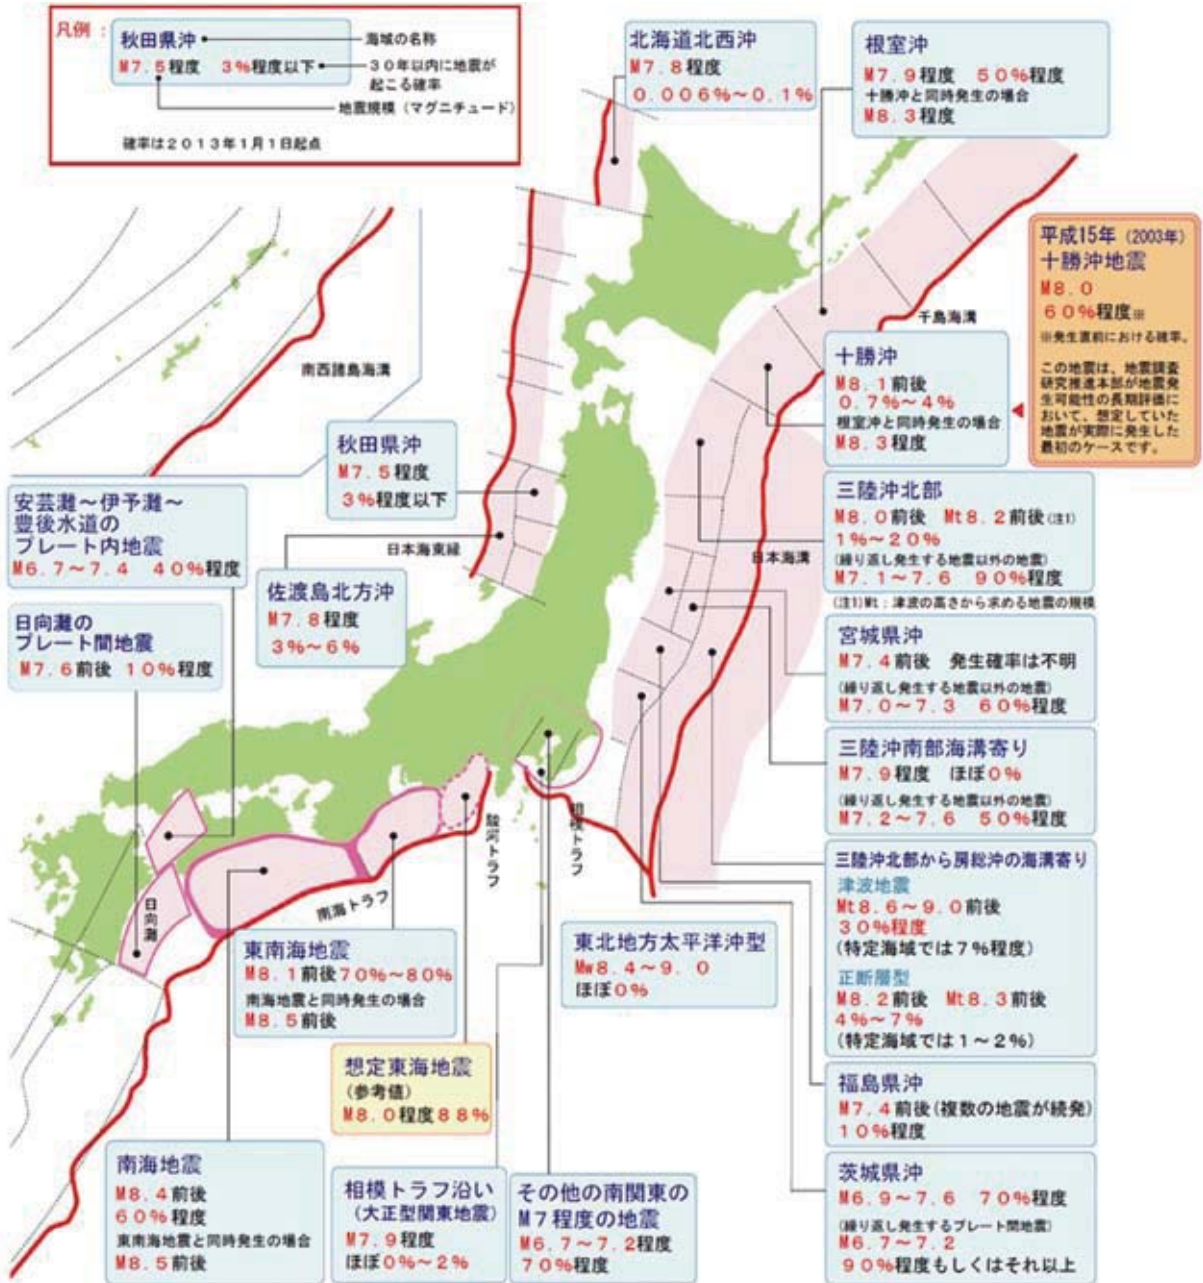 凡例：
秋田県沖
M7.5程度　3%程度以下
海域の名称
30年以内に地震が
起こる確率
地震規模（マグニチュード）
確率は2013年1月1日起点
北海道北西沖
M7.8程度
0.006%～0.1%
根室沖
M7.9程度　50%程度
十勝沖と同時発生の場合
M8.3程度
平成15年（2003年）
十勝沖地震
M8.0
60%程度※
※発生直前における確率。
この地震は、地震調査
研究推進本部が地震発
生可能性の長期評価に
おいて、想定していた
地震が実際に発生した
最初のケースです。
千島海溝
南西諸島海溝
十勝沖
M8.1前後
0.7%～4%
根室沖と同時発生の場合
M8.3程度
秋田県沖
M7.5程度
3%程度以下
安芸灘～伊予灘～
豊後水道の
プレート内地震
M6.7～7.4　40%程度
日本海東縁
日本海溝
三陸沖北部
M8.0前後　Mt8.2前後(注1)
1%～20%
(繰り返し発生する地震以外の地震)
M7.1～7.6　90%程度
(注1)Mt：津波の高さから求める地震の規模
佐渡島北方沖
M7.8程度
3%～6%
日向灘の
プレート間地震
M7.6前後　10%程度
宮城県沖
M7.4前後　発生確率は不明
(繰り返し発生する地震以外の地震)
M7.0～7.3　60%程度
三陸沖南部海溝寄り
M7.9程度　ほぼ0%
(繰り返し発生する地震以外の地震)
M7.2～7.6　50%程度
駿河トラフ
相模トラフ
日向灘
南海トラフ
三陸沖北部から房総沖の海溝寄り
津波地震
Mt8.6～9.0前後
30%程度
(特定海域では7%程度)
正断層型
M8.2前後　Mt8.3前後
4%～7%
(特定海域では1～2%)
東南海地震
M8.1前後70%～80%
南海地震と同時発生の場合
M8.5前後
東北地方太平洋沖型
Mw8.4～9.0
ほぼ0%
想定東海地震
(参考値)
M8.0程度88%
福島県沖
M7.4前後(複数の地震が続発)
10%程度
南海地震
M8.4前後
60%程度
東南海地震と同時発生の場合
M8.5前後
相模トラフ沿い
(大正型関東地震)
M7.9程度
ほぼ0%～2%
その他の南関東の
M7程度の地震
M6.7～7.2程度
70%程度
茨城県沖
M6.9～7.6　70%程度
(繰り返し発生するプレート間地震)
M6.7～7.2
90%程度もしくはそれ以上